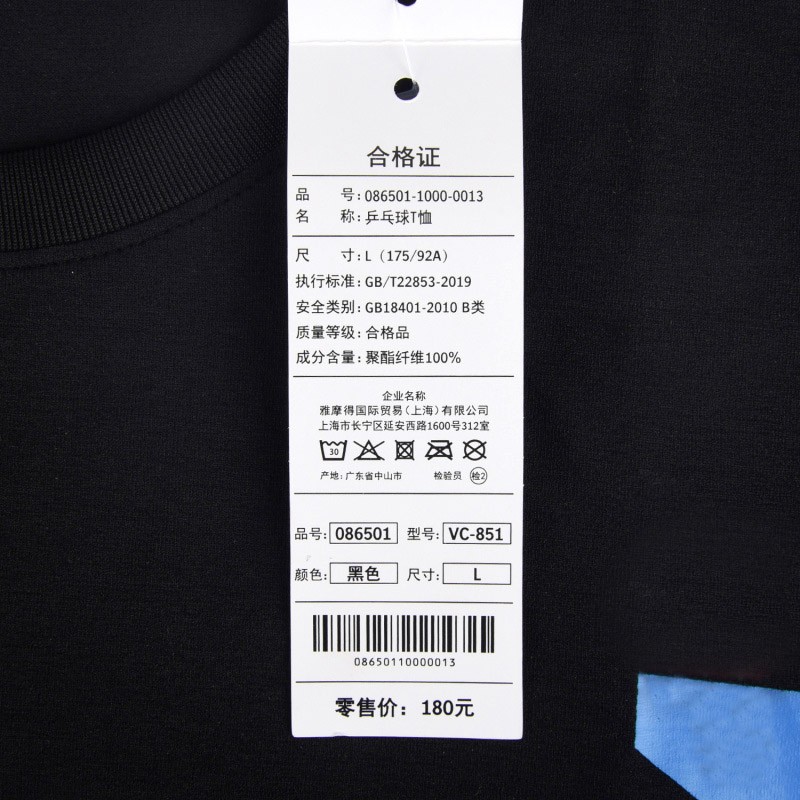 合格证
品 号:086501-1000-0013
名 称:乒乓球T恤
尺 寸:L（175/92A）
执行标准:GB/T22853-2019
安全类别:GB18401-2010 B类
质量等级:合格品
成分含量:聚酯纤维100%
企业名称
雅摩得国际贸易(上海)有限公司
上海市长宁区延安西路1600号312室
30
产地:广东省中山市 检验员 检2
品号:086501 型号:VC-851
颜色:黑色 尺寸:L
08650110000013
零售价：180元